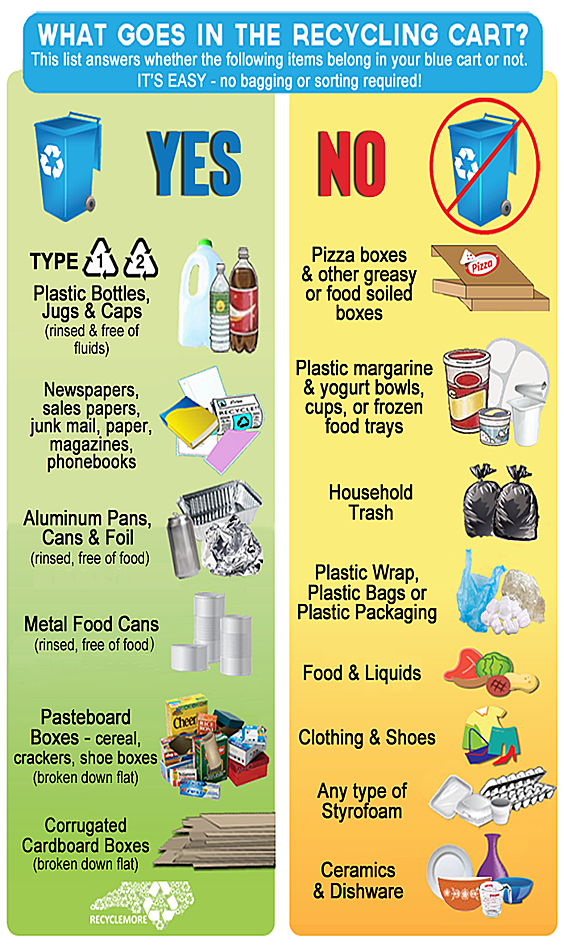 WHAT GOES IN THE RECYCLING CART?
This list answers whether the following items belong in your blue cart or not.
IT'S EASY - no bagging or sorting required!
YES
TYPE 1 2
Plastic Bottles,
Jugs & Caps
(rinsed & free of
fluids)
Newspapers,
sales papers,
junk mail, paper,
magazines,
phonebooks
RECYCLE
Aluminum Pans,
Cans & Foil
(rinsed, free of food)
Metal Food Cans
(rinsed, free of food)
Pasteboard
Boxes - cereal,
crackers, shoe boxes
(broken down flat)
Cheer
Corrugated
Cardboard Boxes
(broken down flat)
RECYCLEMORE
NO
Pizza boxes
& other greasy
or food soiled
boxes
Pizza
Plastic margarine
& yogurt bowls,
cups, or frozen
food trays
Household
Trash
Plastic Wrap,
Plastic Bags or
Plastic Packaging
Food & Liquids
Clothing & Shoes
Any type of
Styrofoam
Ceramics
& Dishware